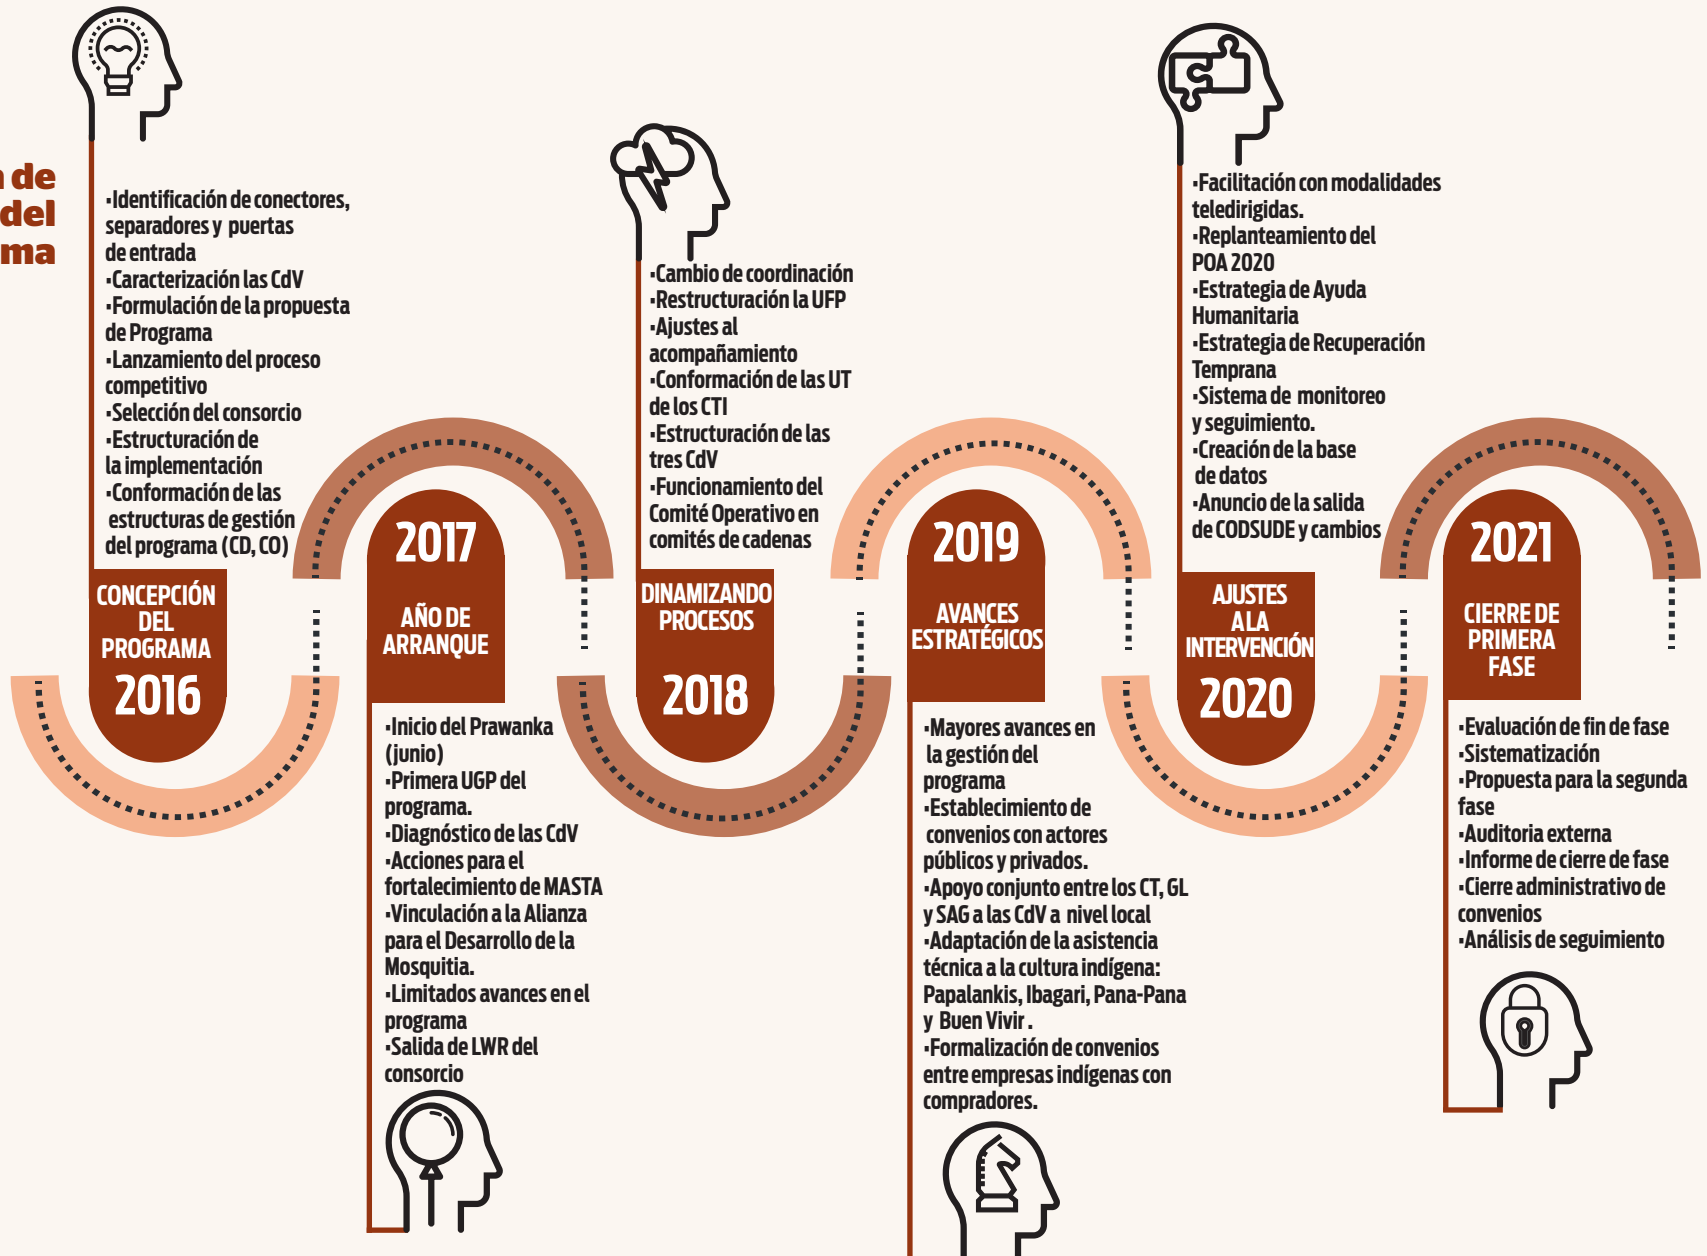 de
del
ma
•Identificación de conectores,
separadores y puertas
de entrada
•Caracterización las CdV
•Formulación de la propuesta
de Programa
•Lanzamiento del proceso
competitivo
•Selección del consorcio
•Estructuración de
la implementación
•Conformación de las
estructuras de gestión
del programa (CD, CO)
CONCEPCIÓN
DEL
PROGRAMA
2016
2017
AÑO DE
ARRANQUE
•Inicio del Prawanka
(junio)
•Primera UGP del
programa.
•Diagnóstico de las CdV
•Acciones para el
fortalecimiento de MASTA
•Vinculación a la Alianza
para el Desarrollo de la
Mosquitia.
•Limitados avances en el
programa
•Salida de LWR del
consorcio
•Cambio de coordinación
•Restructuración la UFP
•Ajustes al
acompañamiento
•Conformación de las UT
de los CTI
•Estructuración de las
tres CdV
•Funcionamiento del
Comité Operativo en
comités de cadenas
DINAMIZANDO
PROCESOS
2018
2019
AVANCES
ESTRATÉGICOS
•Mayores avances en
la gestión del
programa
•Establecimiento de
convenios con actores
públicos y privados.
•Apoyo conjunto entre los CT, GL
y SAG a las CdV a nivel local
•Adaptación de la asistencia
técnica a la cultura indígena:
Papalankis, Ibagari, Pana-Pana
y Buen Vivir .
•Formalización de convenios
entre empresas indígenas con
compradores.
•Facilitación con modalidades
teledirigidas.
•Replanteamiento del
POA 2020
•Estrategia de Ayuda
Humanitaria
•Estrategia de Recuperación
Temprana
•Sistema de monitoreo
y seguimiento.
•Creación de la base
de datos
•Anuncio de la salida
de CODSUDE y cambios
AJUSTES
A LA
INTERVENCIÓN
2020
2021
CIERRE DE
PRIMERA
FASE
•Evaluación de fin de fase
•Sistematización
•Propuesta para la segunda
fase
•Auditoria externa
•Informe de cierre de fase
•Cierre administrativo de
convenios
•Análisis de seguimiento